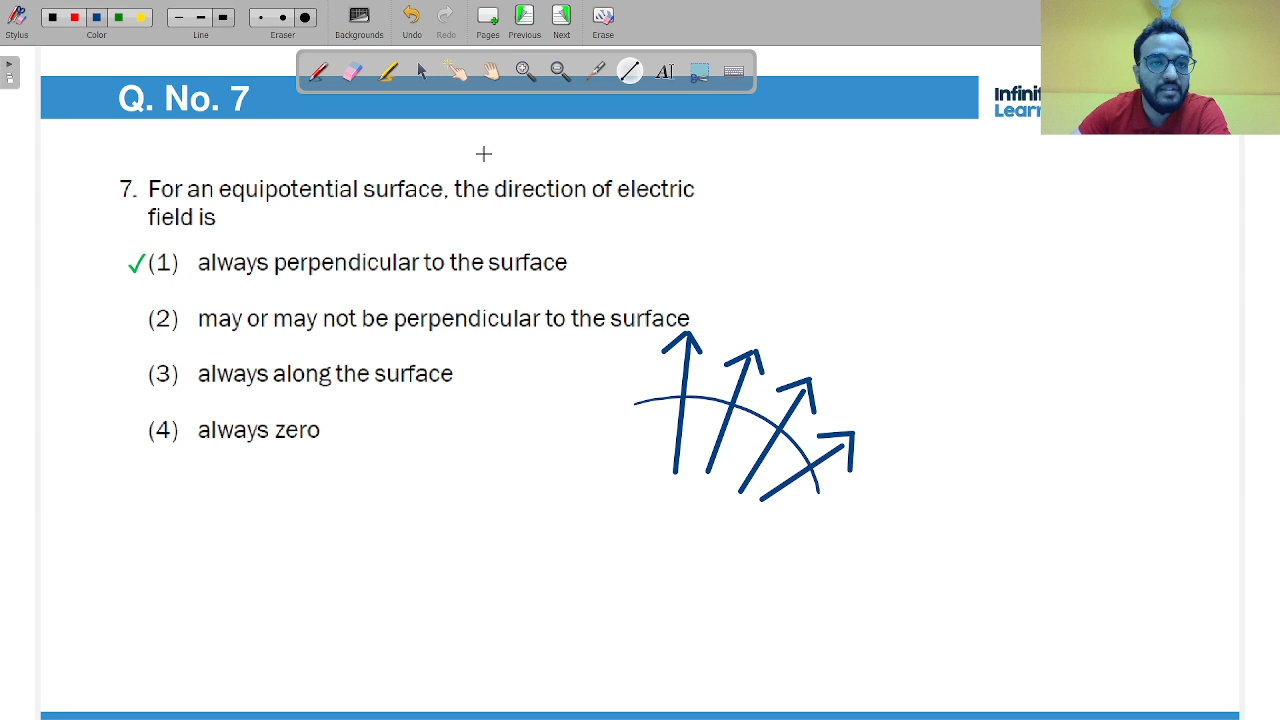 Stylus
Color
Line
Eraser
Backgrounds
Undo
Redo
Pages
Previous
Next
Erase
Q. No. 7
Infinit
Lear
7. For an equipotential surface, the direction of electric
field is
✓(1) always perpendicular to the surface
(2) may or may not be perpendicular to the surface
(3) always along the surface
(4) always zero